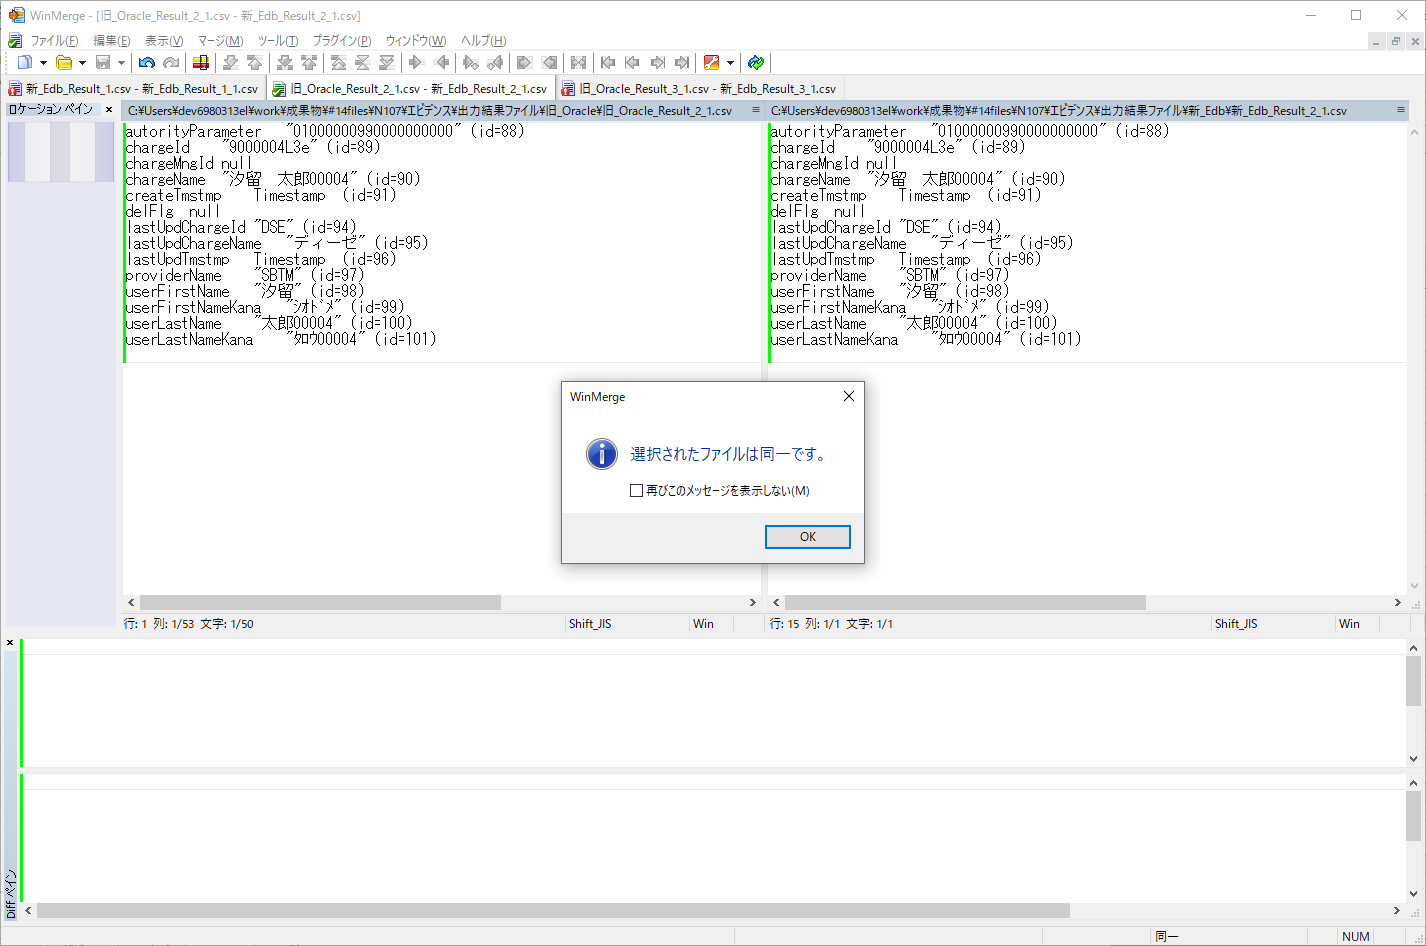 WinMerge - [旧_Oracle_Result_2_1.csv - 新_Edb_Result_2_1.csv]
ファイル(F) 編集(E) 表示(V) マージ(M) ツール(T) プラグイン(P) ウィンドウ(W) ヘルプ(H)
新_Edb_Result_1.csv - 新_Edb_Result_1_1.csv 旧_Oracle_Result_2_1.csv - 新_Edb_Result_2_1.csv 旧_Oracle_Result_3_1.csv - 新_Edb_Result_3_1.csv
ロケーション ペイン
C:¥Users¥dev6980313el¥work¥成果物¥#14files¥N107¥エビデンス¥出力結果ファイル¥旧_Oracle¥旧_Oracle_Result_2_1.csv
autorityParameter "01000000990000000000" (id=88)
chargeId "9000004L3e" (id=89)
chargeMngId null
chargeName "汐留　太郎00004" (id=90)
createTmstmp Timestamp (id=91)
delFlg null
lastUpdChargeId "DSE" (id=94)
lastUpdChargeName "ディーゼ" (id=95)
lastUpdTmstmp Timestamp (id=96)
providerName "SBTM" (id=97)
userFirstName "汐留" (id=98)
userFirstNameKana "ｼｵﾄﾞﾒ" (id=99)
userLastName "太郎00004" (id=100)
userLastNameKana "ﾀﾛｳ00004" (id=101)
行: 1 列: 1/53 文字: 1/50 Shift_JIS Win
C:¥Users¥dev6980313el¥work¥成果物¥#14files¥N107¥エビデンス¥出力結果ファイル¥新_Edb¥新_Edb_Result_2_1.csv
autorityParameter "01000000990000000000" (id=88)
chargeId "9000004L3e" (id=89)
chargeMngId null
chargeName "汐留　太郎00004" (id=90)
createTmstmp Timestamp (id=91)
delFlg null
lastUpdChargeId "DSE" (id=94)
lastUpdChargeName "ディーゼ" (id=95)
lastUpdTmstmp Timestamp (id=96)
providerName "SBTM" (id=97)
userFirstName "汐留" (id=98)
userFirstNameKana "ｼｵﾄﾞﾒ" (id=99)
userLastName "太郎00004" (id=100)
userLastNameKana "ﾀﾛｳ00004" (id=101)
行: 15 列: 1/1 文字: 1/1 Shift_JIS Win
WinMerge
選択されたファイルは同一です。
再びこのメッセージを表示しない(M)
OK
Diff ペイン
同一 NUM